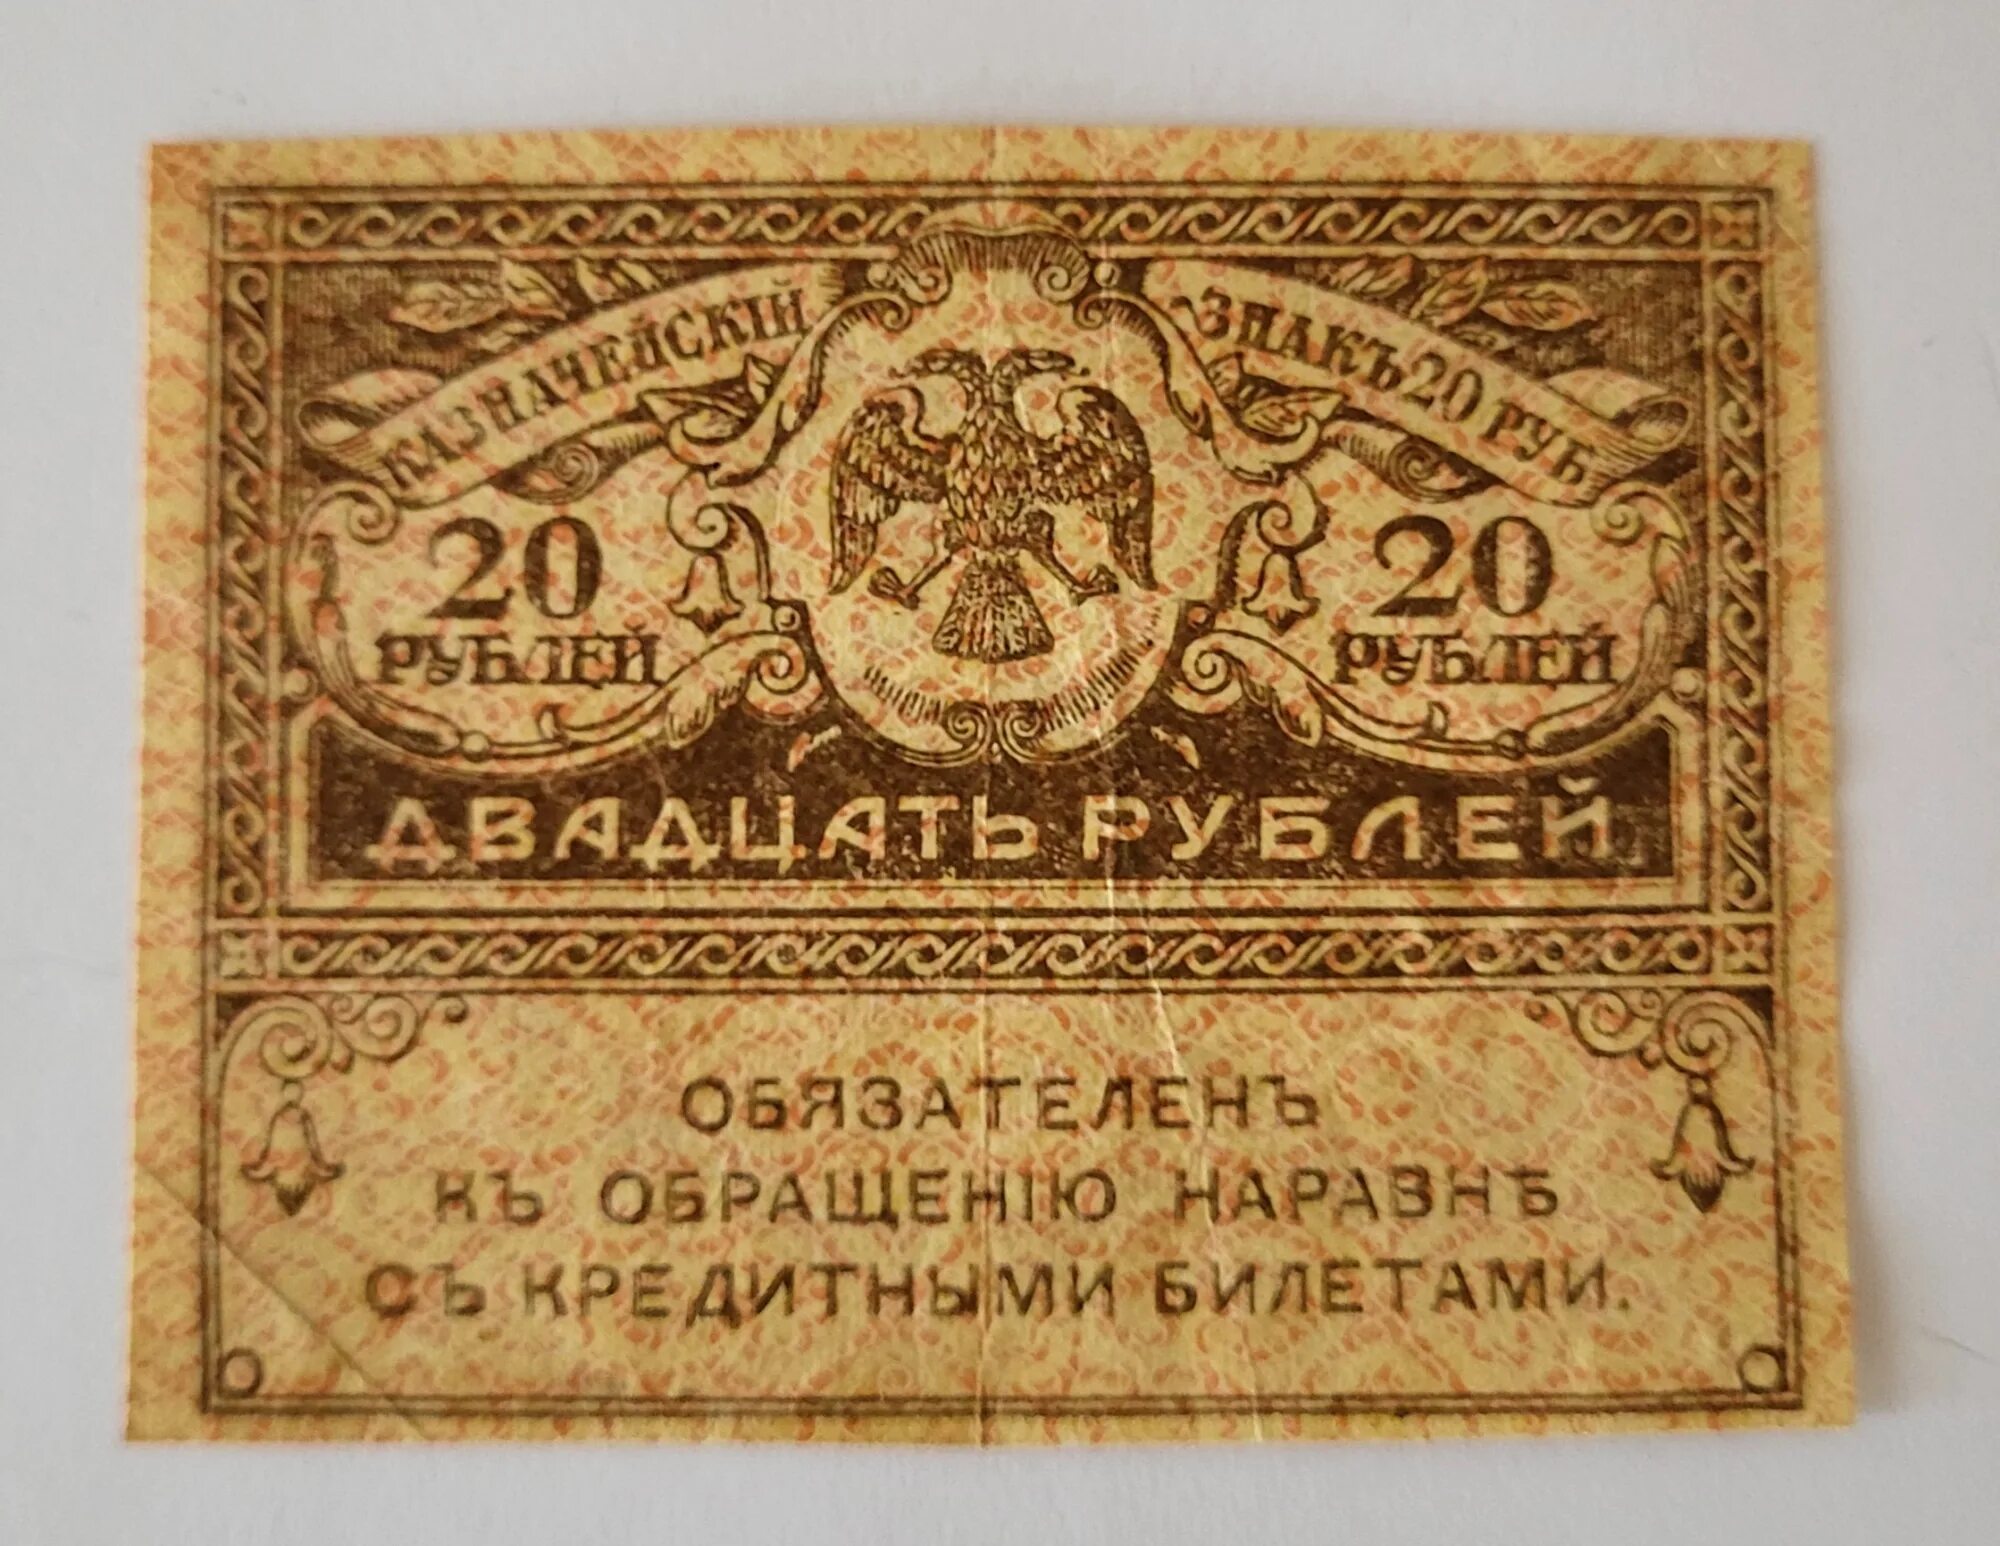 КАЗНАЧЕЙСКІЙ ЗНАКЪ 20 РУБ
20 20
РУБЛЕЙ РУБЛЕЙ
ДВАДЦАТЬ РУБЛЕЙ
ОБЯЗАТЕЛЕНЪ
КЪ ОБРАЩЕНІЮ НАРАВНѢ
СЪ КРЕДИТНЫМИ БИЛЕТАМИ.